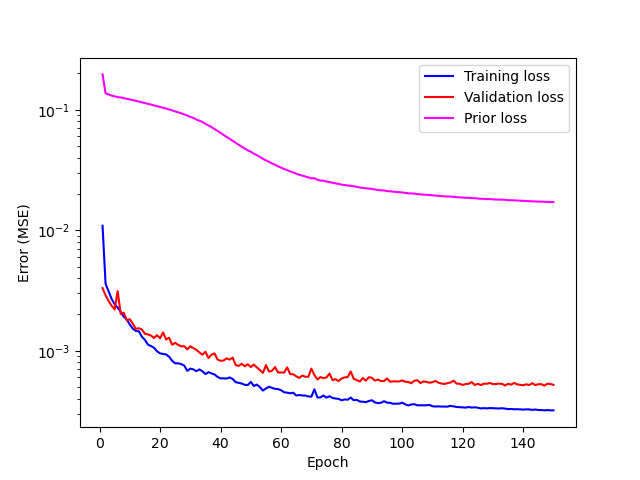 Training loss
Validation loss
Prior loss
Error (MSE)
10⁻¹
10⁻²
10⁻³
0 20 40 60 80 100 120 140
Epoch